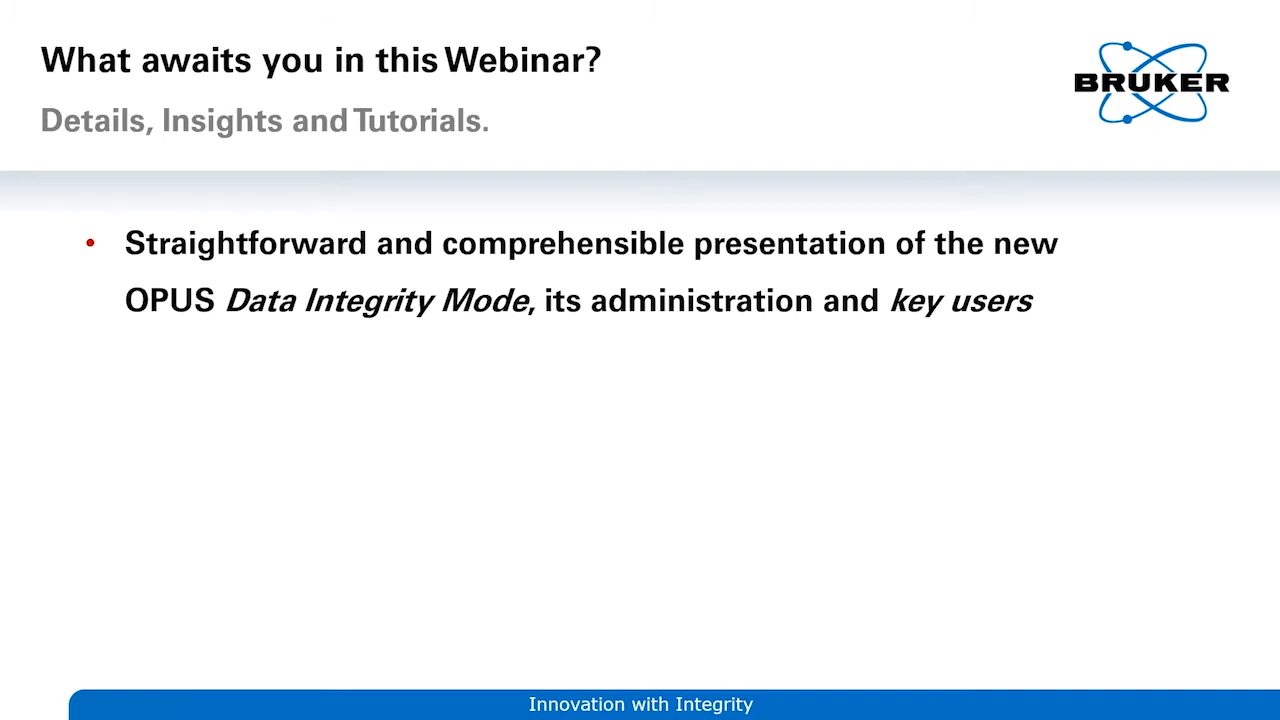 What awaits you in this Webinar?
Details, Insights and Tutorials.
BRUKER
• Straightforward and comprehensible presentation of the new
OPUS Data Integrity Mode, its administration and key users
Innovation with Integrity